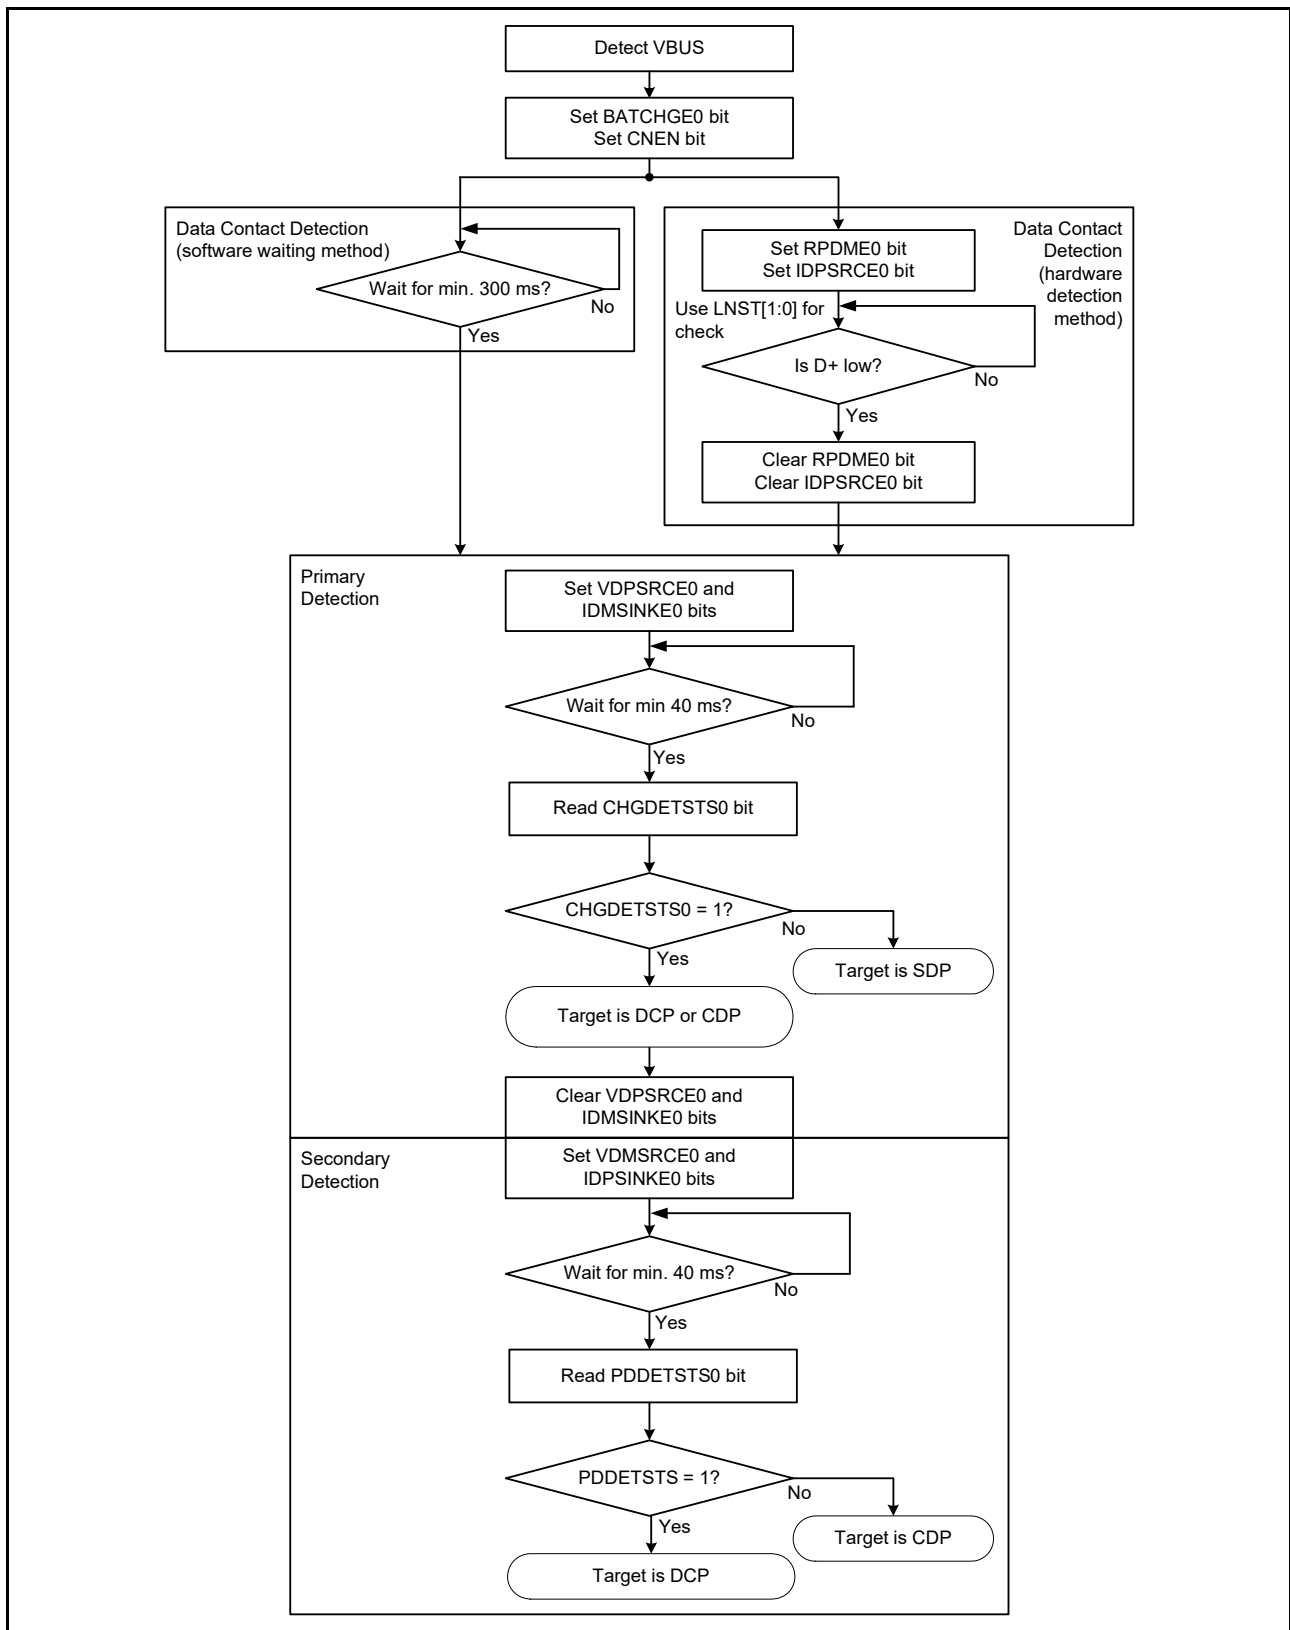 Detect VBUS
Set BATCHGE0 bit
Set CNEN bit
Data Contact Detection
(software waiting method)
Wait for min. 300 ms?
No
Yes
Data Contact
Detection
(hardware
detection
method)
Set RPDME0 bit
Set IDPSRCE0 bit
Use LNST[1:0] for
check
Is D+ low?
No
Yes
Clear RPDME0 bit
Clear IDPSRCE0 bit
Primary
Detection
Set VDPSRCE0 and
IDMSINKE0 bits
Wait for min 40 ms?
No
Yes
Read CHGDETSTS0 bit
CHGDETSTS0 = 1?
No
Yes
Target is SDP
Target is DCP or CDP
Clear VDPSRCE0 and
IDMSINKE0 bits
Secondary
Detection
Set VDMSRCE0 and
IDPSINKE0 bits
Wait for min. 40 ms?
No
Yes
Read PDDETSTS0 bit
PDDETSTS = 1?
No
Yes
Target is CDP
Target is DCP